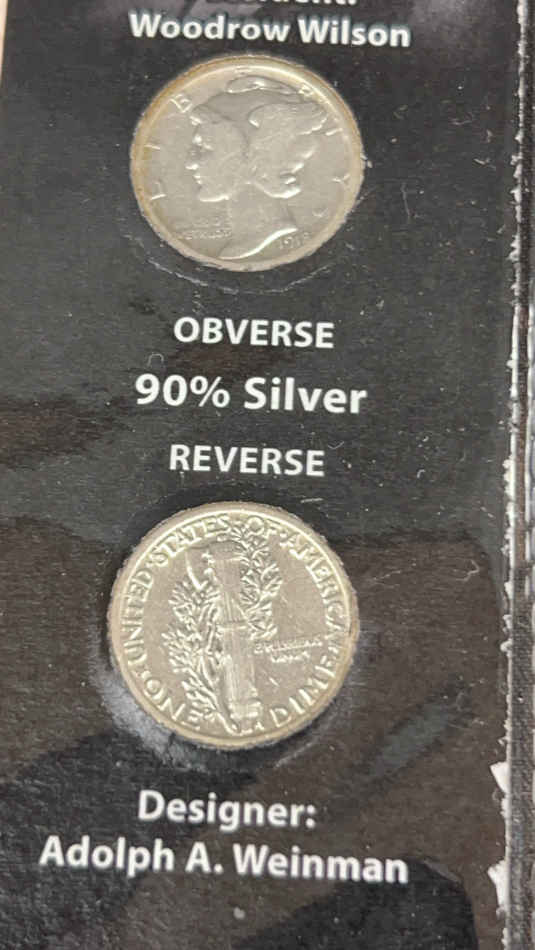 Woodrow Wilson
LIBERTY
OBVERSE
90% Silver
REVERSE
UNITED·STATES·OF·AMERICA
E·PLURIBUS
UNUM
ONE DIME
Designer:
Adolph A. Weinman